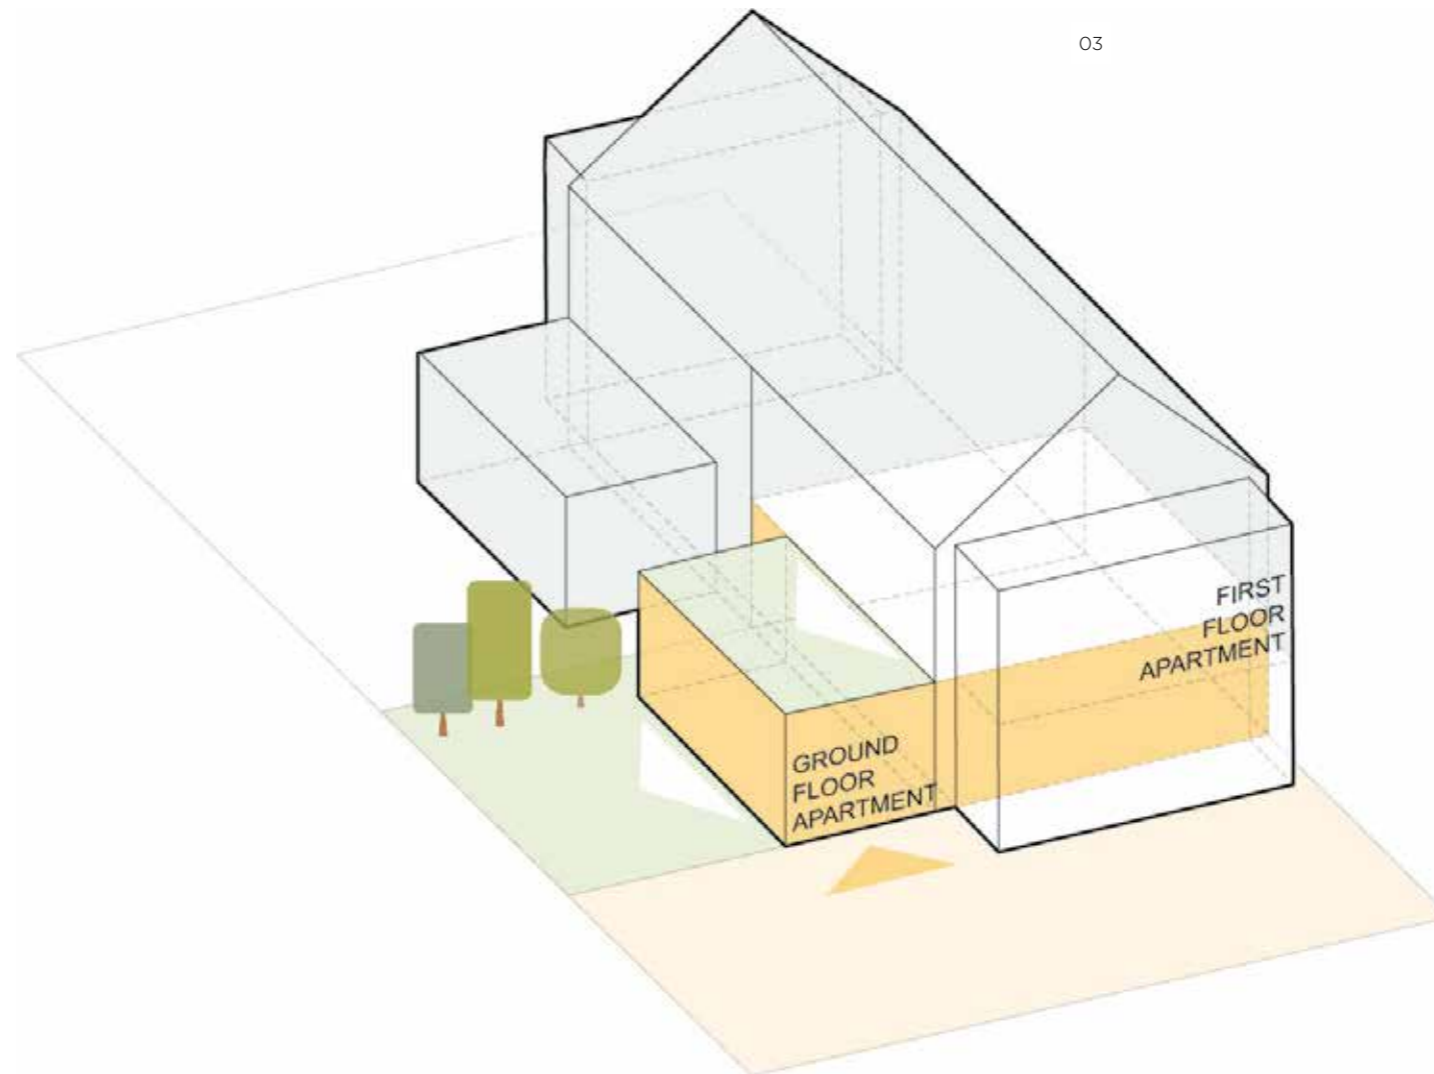 03
FIRST
FLOOR
APARTMENT
GROUND
FLOOR
APARTMENT